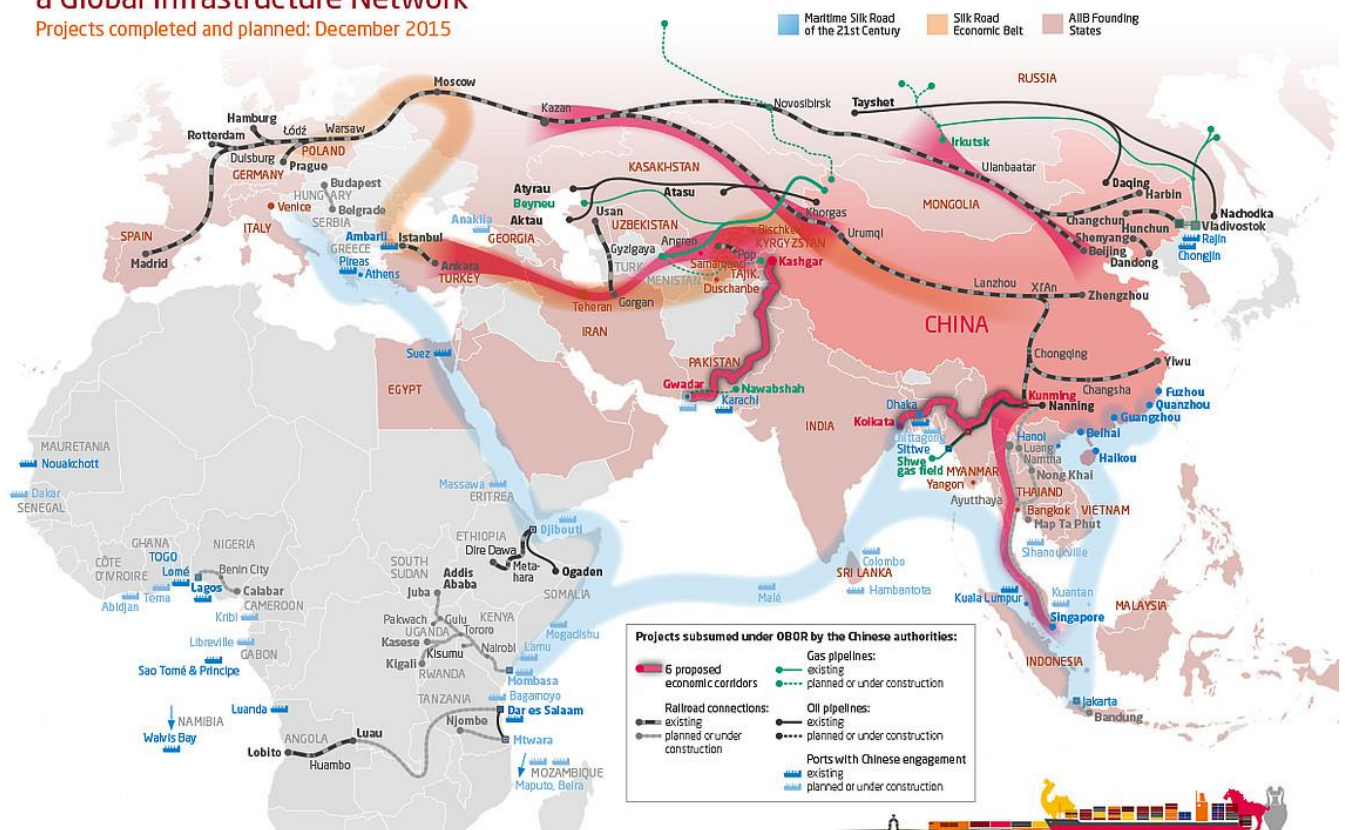 a Global Infrastructure Network
Projects completed and planned: December 2015
Maritime Silk Road
of the 21st Century
Silk Road
Economic Belt
AIIB Founding
States
RUSSIA
Moscow
Kazan
Novosibirsk
Tayshet
Irkutsk
Hamburg
Rotterdam
Łódź
Warsaw
POLAND
Duisburg
Prague
GERMANY
Budapest
HUNGARY
Belgrade
SERBIA
Venice
ITALY
SPAIN
Madrid
KASAKHSTAN
Atyrau
Beyneu
Aktau
Atasu
Usan
UZBEKISTAN
Ulanbaatar
MONGOLIA
Daqing
Harbin
Changchun
Hunchun
Nachodka
Vladivostok
Shenyang
Rajin
Chongjin
Beijing
Dandong
Khorgas
Urumqi
Bischkek
KYRGYZSTAN
Angren
Pop
Samarkand
TAJIK.
Duschanbe
Kashgar
Gyzlgaya
TURK
MENISTAN
Anaklia
GEORGIA
Ambarli
Istanbul
GREECE
Pireas
Athens
Ankara
TURKEY
Teheran
Gorgan
IRAN
Lanzhou
Xi'An
Zhengzhou
CHINA
Chongqing
Yiwu
Changsha
PAKISTAN
Gwadar
Nawabshah
Karachi
Suez
EGYPT
INDIA
Dhaka
Kolkata
Chittagong
Sittwe
Shwe
gas field
MYANMAR
Yangon
Kunming
Nanning
Fuzhou
Quanzhou
Guangzhou
Beihai
Haikou
Hanoi
Luang
Namtha
Nong Khai
Ayutthaya
THAIAND
Bangkok
VIETNAM
Map Ta Phut
Sihanoukville
MAURETANIA
Nouakchott
Dakar
SENEGAL
Massawa
ERITREA
Djibouti
ETHIOPIA
Dire Dawa
Meta-
hara
Ogaden
SOMALIA
GHANA
NIGERIA
CÔTE
D'IVROIRE
TOGO
Lomé
Benin City
Lagos
Calabar
Tema
Abidjan
CAMEROON
Kribi
SOUTH
SUDAN
Addis
Ababa
Juba
Pakwach
Gulu
KENYA
UGANDA
Tororo
Kasese
Kisumu
Nairobi
Kigali
RWANDA
Mogadishu
Lamu
Mombasa
Libreville
GABON
Sao Tomé & Principe
TANZANIA
Bagamoyo
Dar es Salaam
Njombe
Mtwara
Luanda
NAMIBIA
Walvis Bay
ANGOLA
Luau
Lobito
Huambo
MOZAMBIQUE
Maputo, Beira
Colombo
SRI LANKA
Hambantota
Malé
Kuala Lumpur
Kuantan
Singapore
MALAYSIA
INDONESIA
Jakarta
Bandung
Projects subsumed under OBOR by the Chinese authorities:
6 proposed
economic corridors
Gas pipelines:
existing
planned or under construction
Railroad connections:
existing
planned or under
construction
Oil pipelines:
existing
planned or under construction
Ports with Chinese engagement
existing
planned or under construction